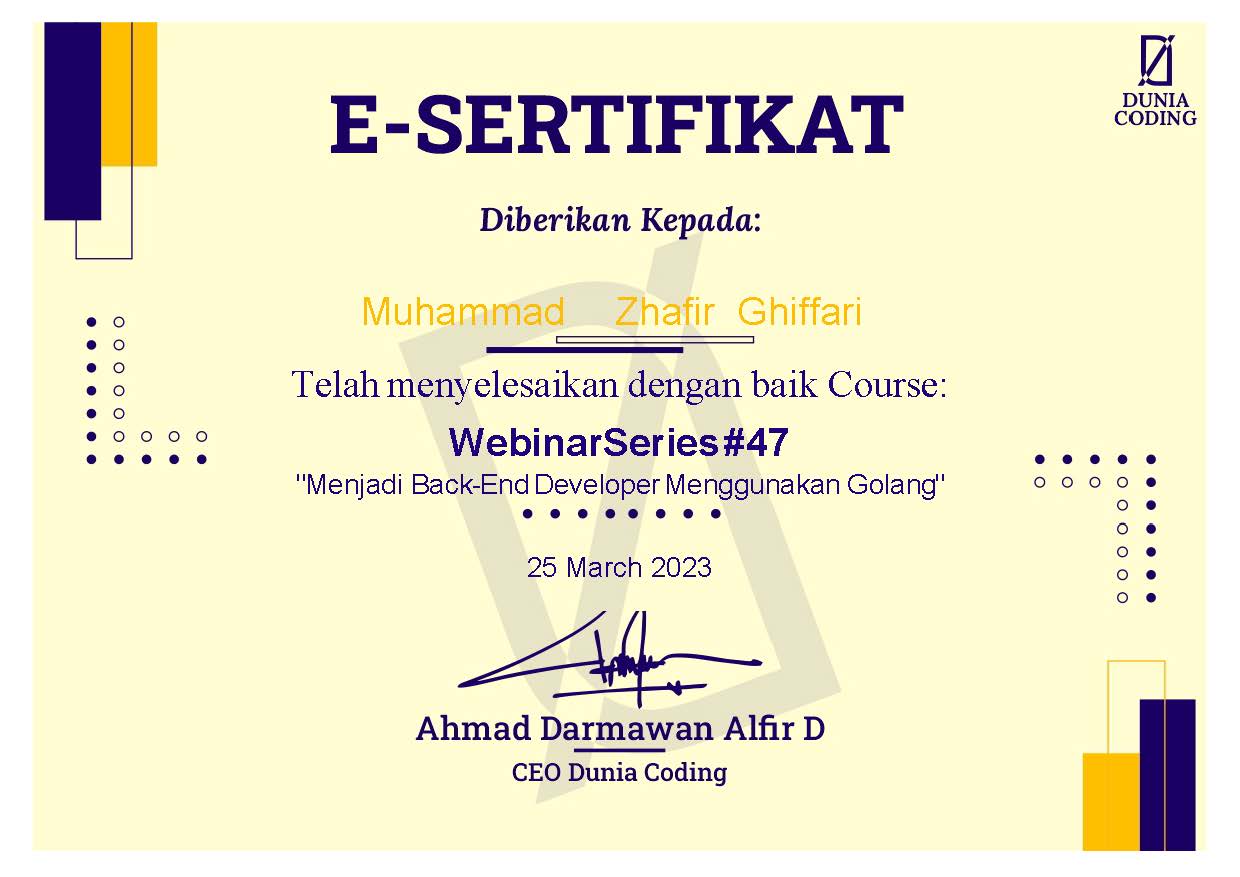 DUNIA
CODING
E-SERTIFIKAT
Diberikan Kepada:
Muhammad Zhafir Ghiffari
Telah menyelesaikan dengan baik Course:
WebinarSeries #47
"Menjadi Back-End Developer Menggunakan Golang"
25 March 2023
Ahmad Darmawan Alfir D
CEO Dunia Coding